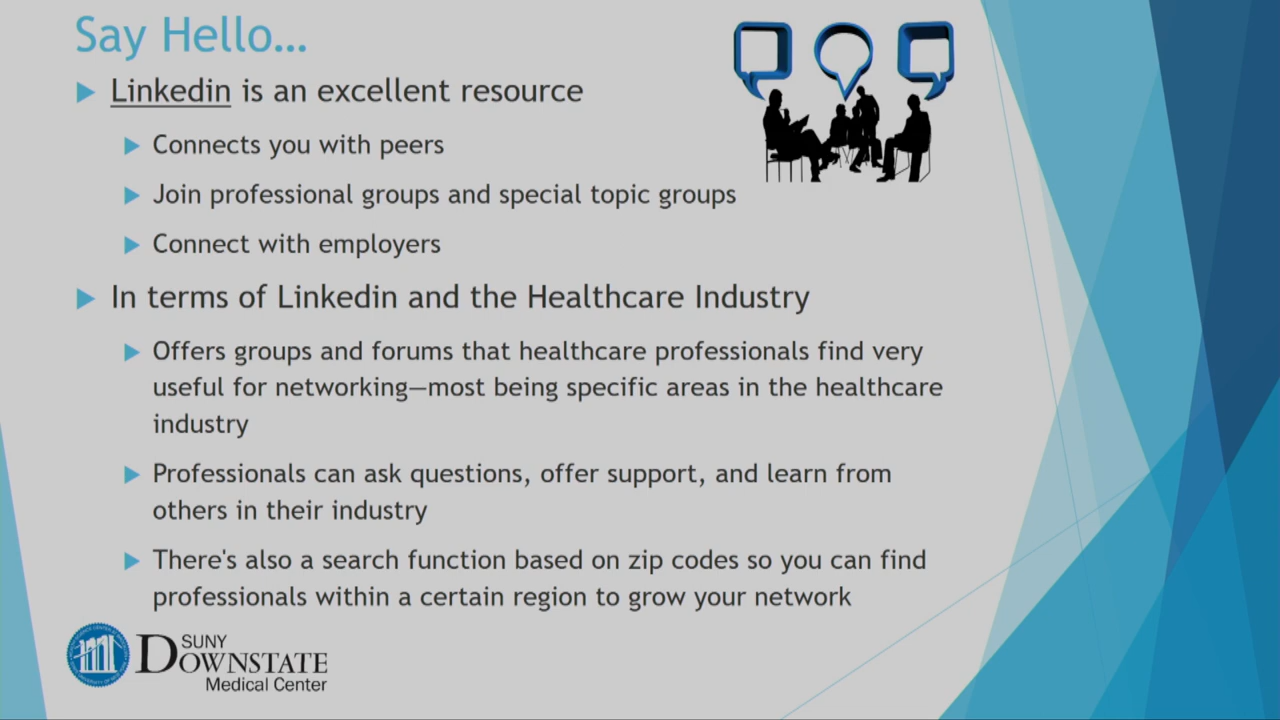 Say Hello...
Linkedin is an excellent resource
Connects you with peers
Join professional groups and special topic groups
Connect with employers
In terms of Linkedin and the Healthcare Industry
Offers groups and forums that healthcare professionals find very
useful for networking—most being specific areas in the healthcare
industry
Professionals can ask questions, offer support, and learn from
others in their industry
There's also a search function based on zip codes so you can find
professionals within a certain region to grow your network
SUNY
DOWNSTATE
Medical Center